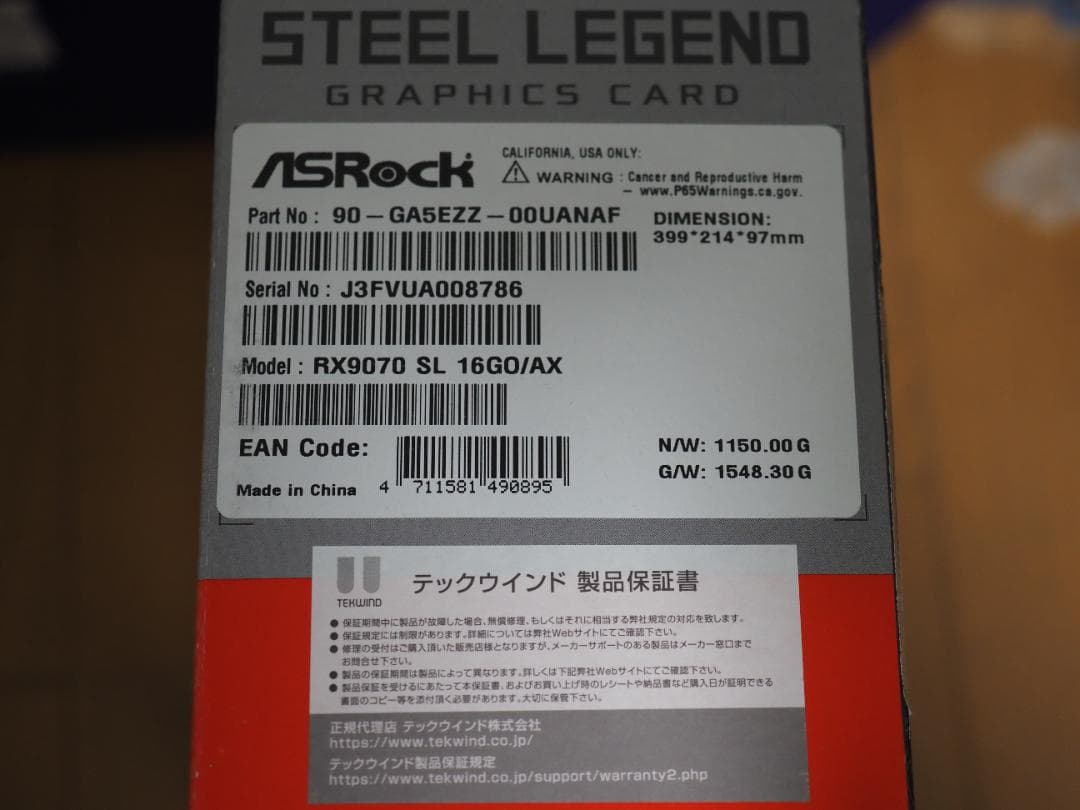 STEEL LEGEND
GRAPHICS CARD
ASRock
CALIFORNIA, USA ONLY:
⚠ WARNING : Cancer and Reproductive Harm
– www.P65Warnings.ca.gov.
Part No : 90-GA5EZZ-00UANAF
DIMENSION:
399*214*97mm
Serial No : J3FVUA008786
Model : RX9070 SL 16GO/AX
EAN Code:
4 711581 490895
N/W: 1150.00 G
G/W: 1548.30 G
Made in China
TEKWIND
テックウインド 製品保証書
● 保証期間中に製品が故障した場合、無償修理、もしくはそれに相当する弊社規定の対応を致します。
● 保証規定には制限があります。詳細については弊社Webサイトにてご確認下さい。
● 修理の受付はご購入頂いた販売店様となりますが、メーカーサポートのある製品はメーカー窓口まで
お問合せ下さい。
● 製品の保証期間は製品によって異なります。詳しくは下記弊社Webサイトにてご確認下さい。
● 製品保証を受けるにあたって本保証書、およびお買い上げ時のレシートや納品書など購入日が証明できる
書面のコピー等を添付頂く必要があります。大切に保管下さい。
正規代理店 テックウインド株式会社
https://www.tekwind.co.jp/
テックウインド製品保証規定
https://www.tekwind.co.jp/support/warranty2.php